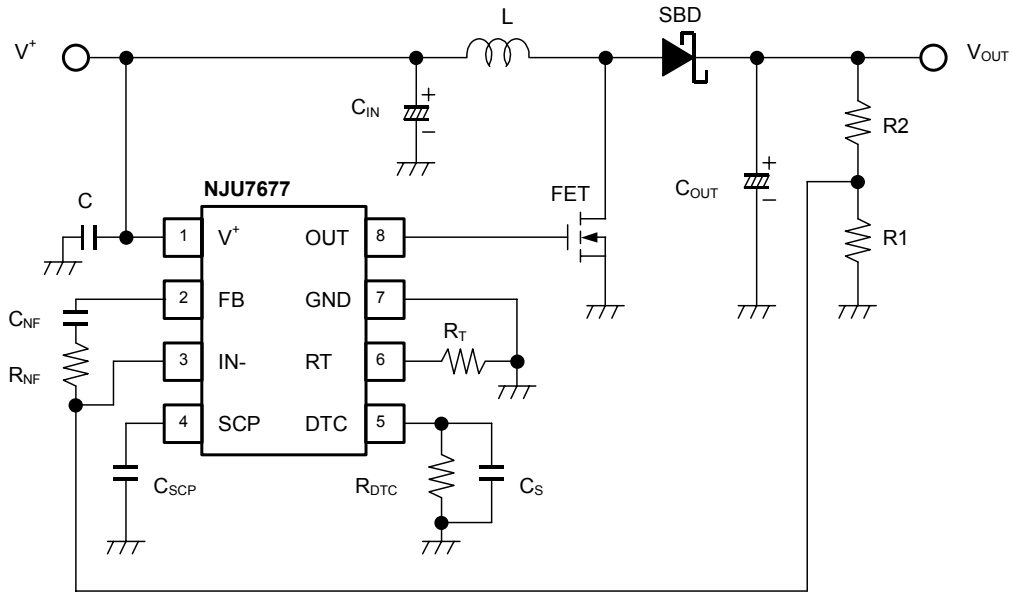 L
SBD
V+
VOUT
CIN
+
–
R2
NJU7677
FET
COUT
+
–
C
1
V+
OUT
8
R1
CNF
2
FB
GND
7
RT
RNF
3
IN-
RT
6
4
SCP
DTC
5
CSCP
RDTC
CS